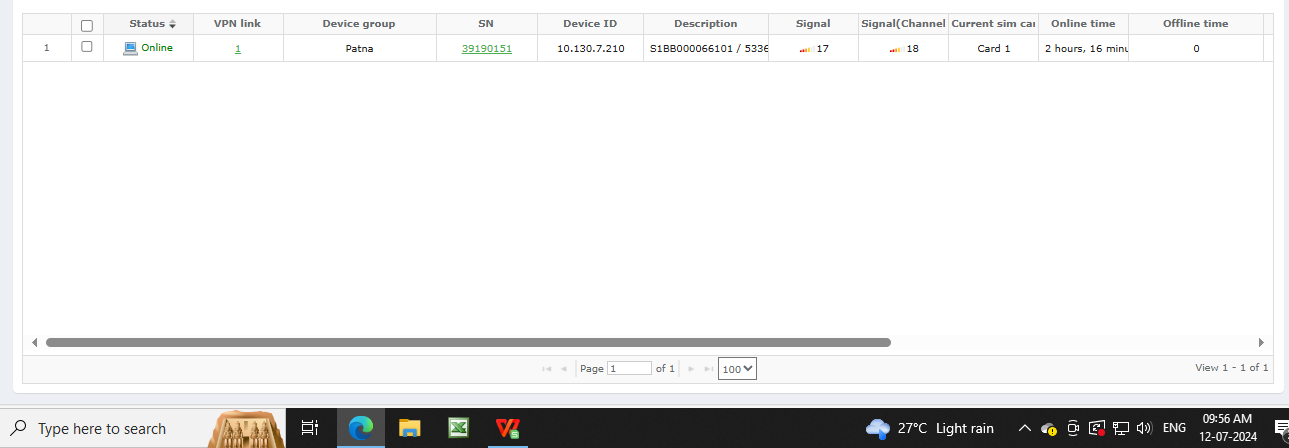 Status VPN link Device group SN Device ID Description Signal Signal(Channel Current sim car Online time Offline time
1 Online 1 Patna 39190151 10.130.7.210 S1BB000066101 / 5336 17 18 Card 1 2 hours, 16 minu 0
Page 1 of 1 100 View 1 - 1 of 1
Type here to search 27°C Light rain ENG 09:56 AM
12-07-2024